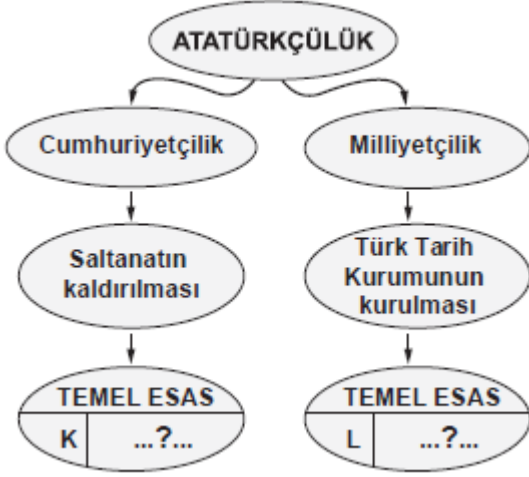 ATATÜRKÇÜLÜK
Cumhuriyetçilik
Milliyetçilik
Saltanatın
kaldırılması
Türk Tarih
Kurumunun
kurulması
TEMEL ESAS
K ...?...
TEMEL ESAS
L ...?...